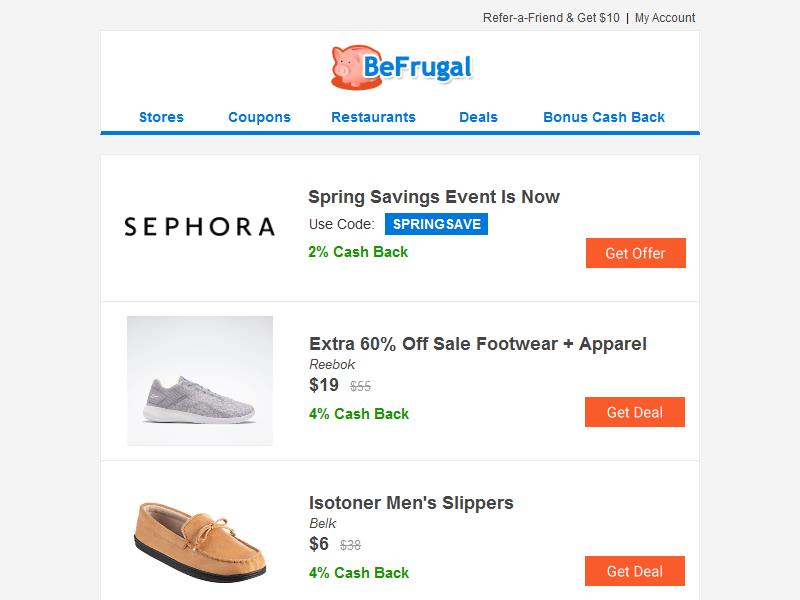 Refer-a-Friend & Get $10 | My Account
BeFrugal
Stores Coupons Restaurants Deals Bonus Cash Back
SEPHORA
Spring Savings Event Is Now
Use Code: SPRINGSAVE
2% Cash Back
Get Offer
Extra 60% Off Sale Footwear + Apparel
Reebok
$19 $55
4% Cash Back
Get Deal
Isotoner Men's Slippers
Belk
$6 $38
4% Cash Back
Get Deal